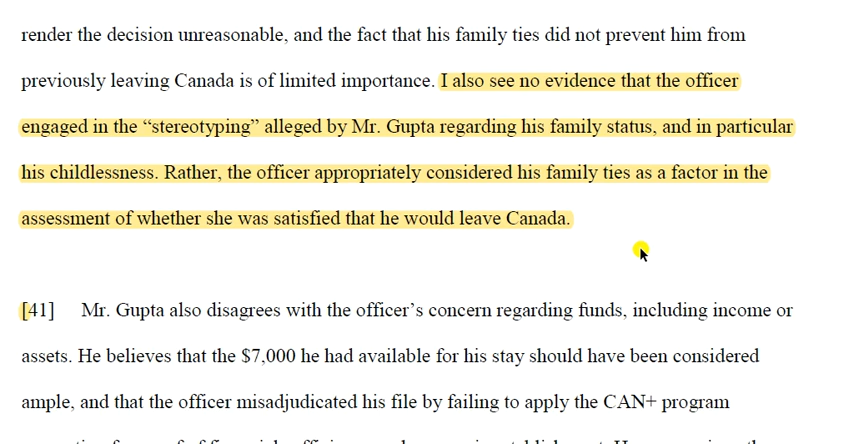 render the decision unreasonable, and the fact that his family ties did not prevent him from
previously leaving Canada is of limited importance. I also see no evidence that the officer
engaged in the “stereotyping” alleged by Mr. Gupta regarding his family status, and in particular
his childlessness. Rather, the officer appropriately considered his family ties as a factor in the
assessment of whether she was satisfied that he would leave Canada.
[41] Mr. Gupta also disagrees with the officer’s concern regarding funds, including income or
assets. He believes that the $7,000 he had available for his stay should have been considered
ample, and that the officer misadjudicated his file by failing to apply the CAN+ program